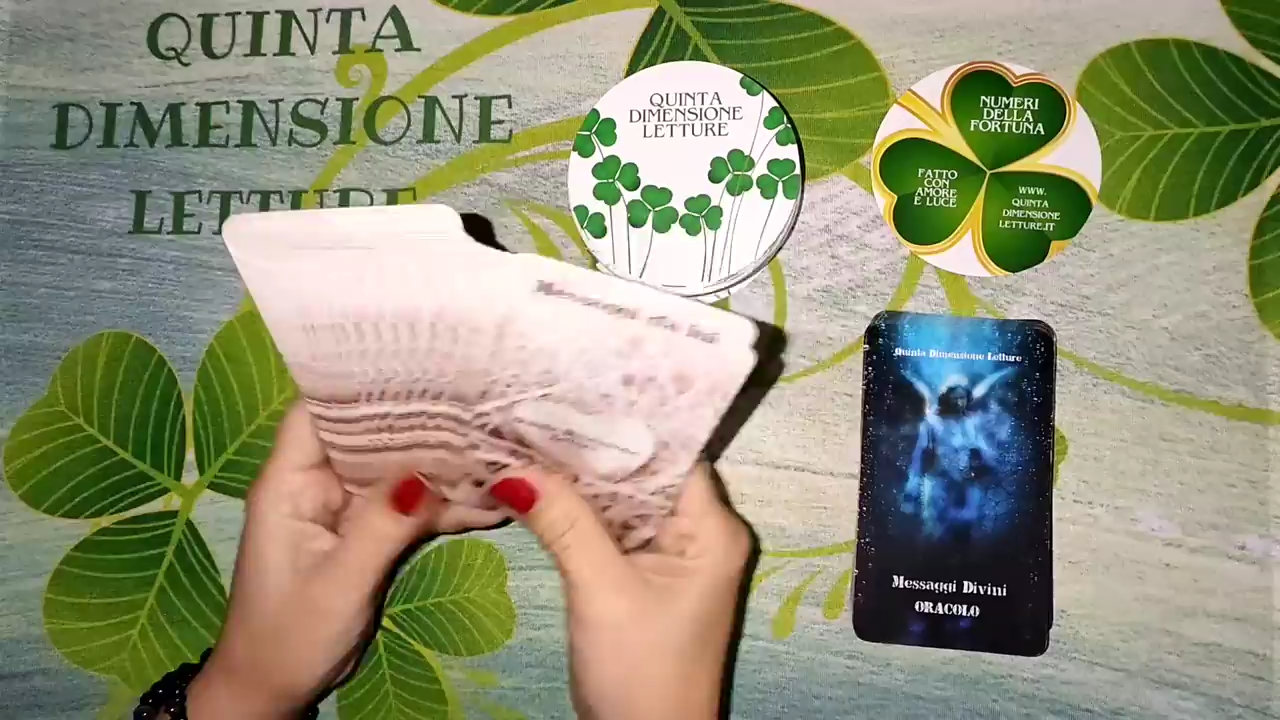 QUINTA
DIMENSIONE
LETTURE
QUINTA
DIMENSIONE
LETTURE
NUMERI
DELLA
FORTUNA
FATTO
CON
AMORE
E LUCE
WWW.
QUINTA
DIMENSIONE
LETTURE.IT
Quinta Dimensione Letture
Messaggi Divini
ORACOLO